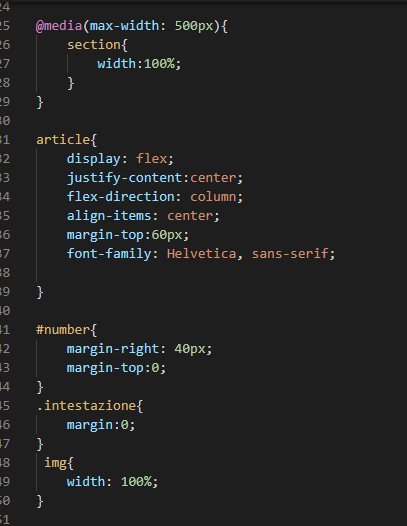 24
25 @media(max-width: 500px){
26 section{
27 width:100%;
28 }
29 }
30
31 article{
32 display: flex;
33 justify-content:center;
34 flex-direction: column;
35 align-items: center;
36 margin-top:60px;
37 font-family: Helvetica, sans-serif;
38
39 }
40
41 #number{
42 margin-right: 40px;
43 margin-top:0;
44 }
45 .intestazione{
46 margin:0;
47 }
48 img{
49 width: 100%;
50 }
51